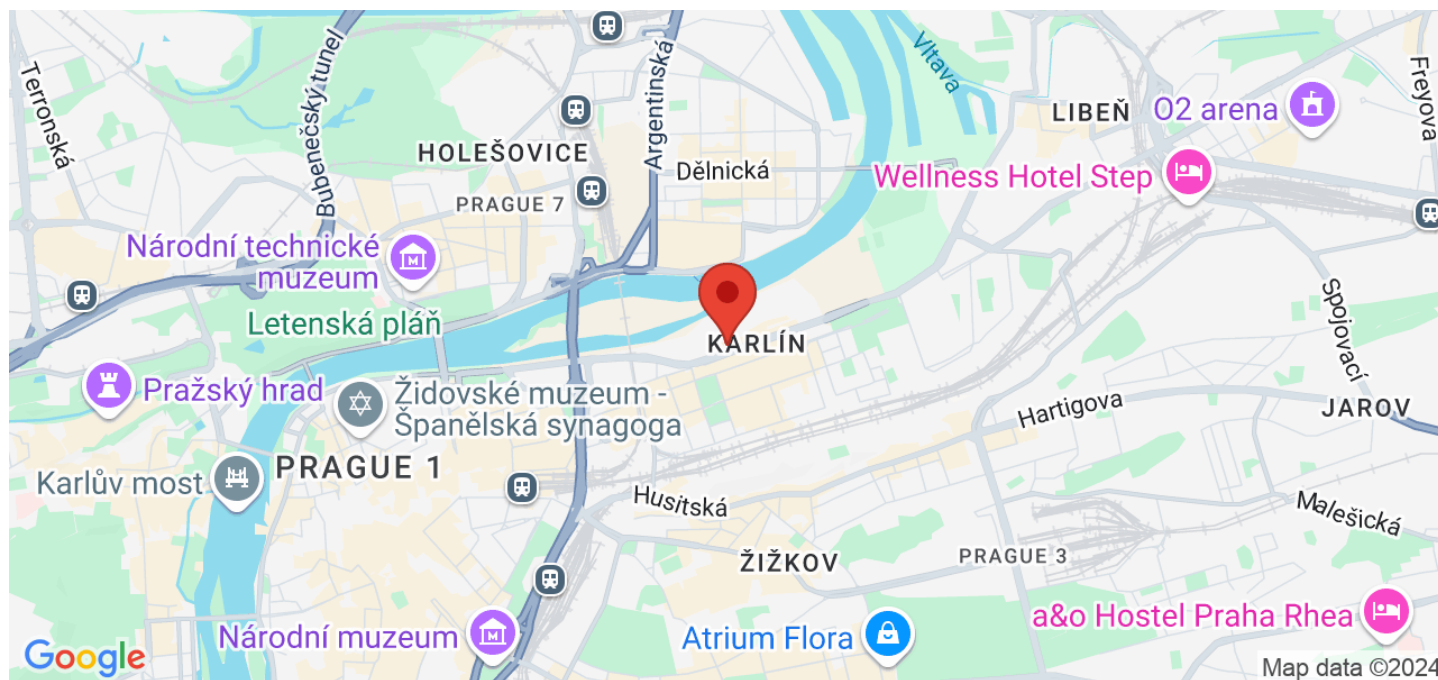 Terronská
Bubenečský tunel
Argentinská
Vltava
Freyova
LIBEŇ
O2 arena
HOLEŠOVICE
Dělnická
Wellness Hotel Step
PRAGUE 7
Národní technické
muzeum
Letenská pláň
Spojovací
KARLÍN
Pražský hrad
Židovské muzeum -
Španělská synagoga
Hartigova
JAROV
PRAGUE 1
Karlův most
Husitská
Malešická
ŽIŽKOV
PRAGUE 3
a&o Hostel Praha Rhea
Národní muzeum
Atrium Flora
Google
Map data ©2024